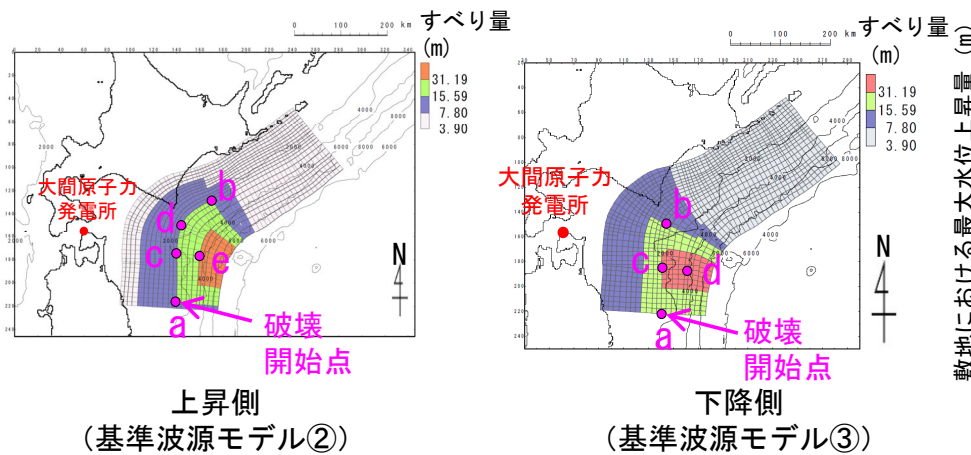 0 100 200 km
すべり量
(m)
31.19
15.59
7.80
3.90
大間原子力
発電所
a
b
c
d
e
破壊
開始点
N
上昇側
(基準波源モデル②)
0 100 200 km
すべり量
(m)
31.19
15.59
7.80
3.90
大間原子力
発電所
a
b
c
d
破壊
開始点
N
下降側
(基準波源モデル③)
敷地における最大水位上昇量 (m)